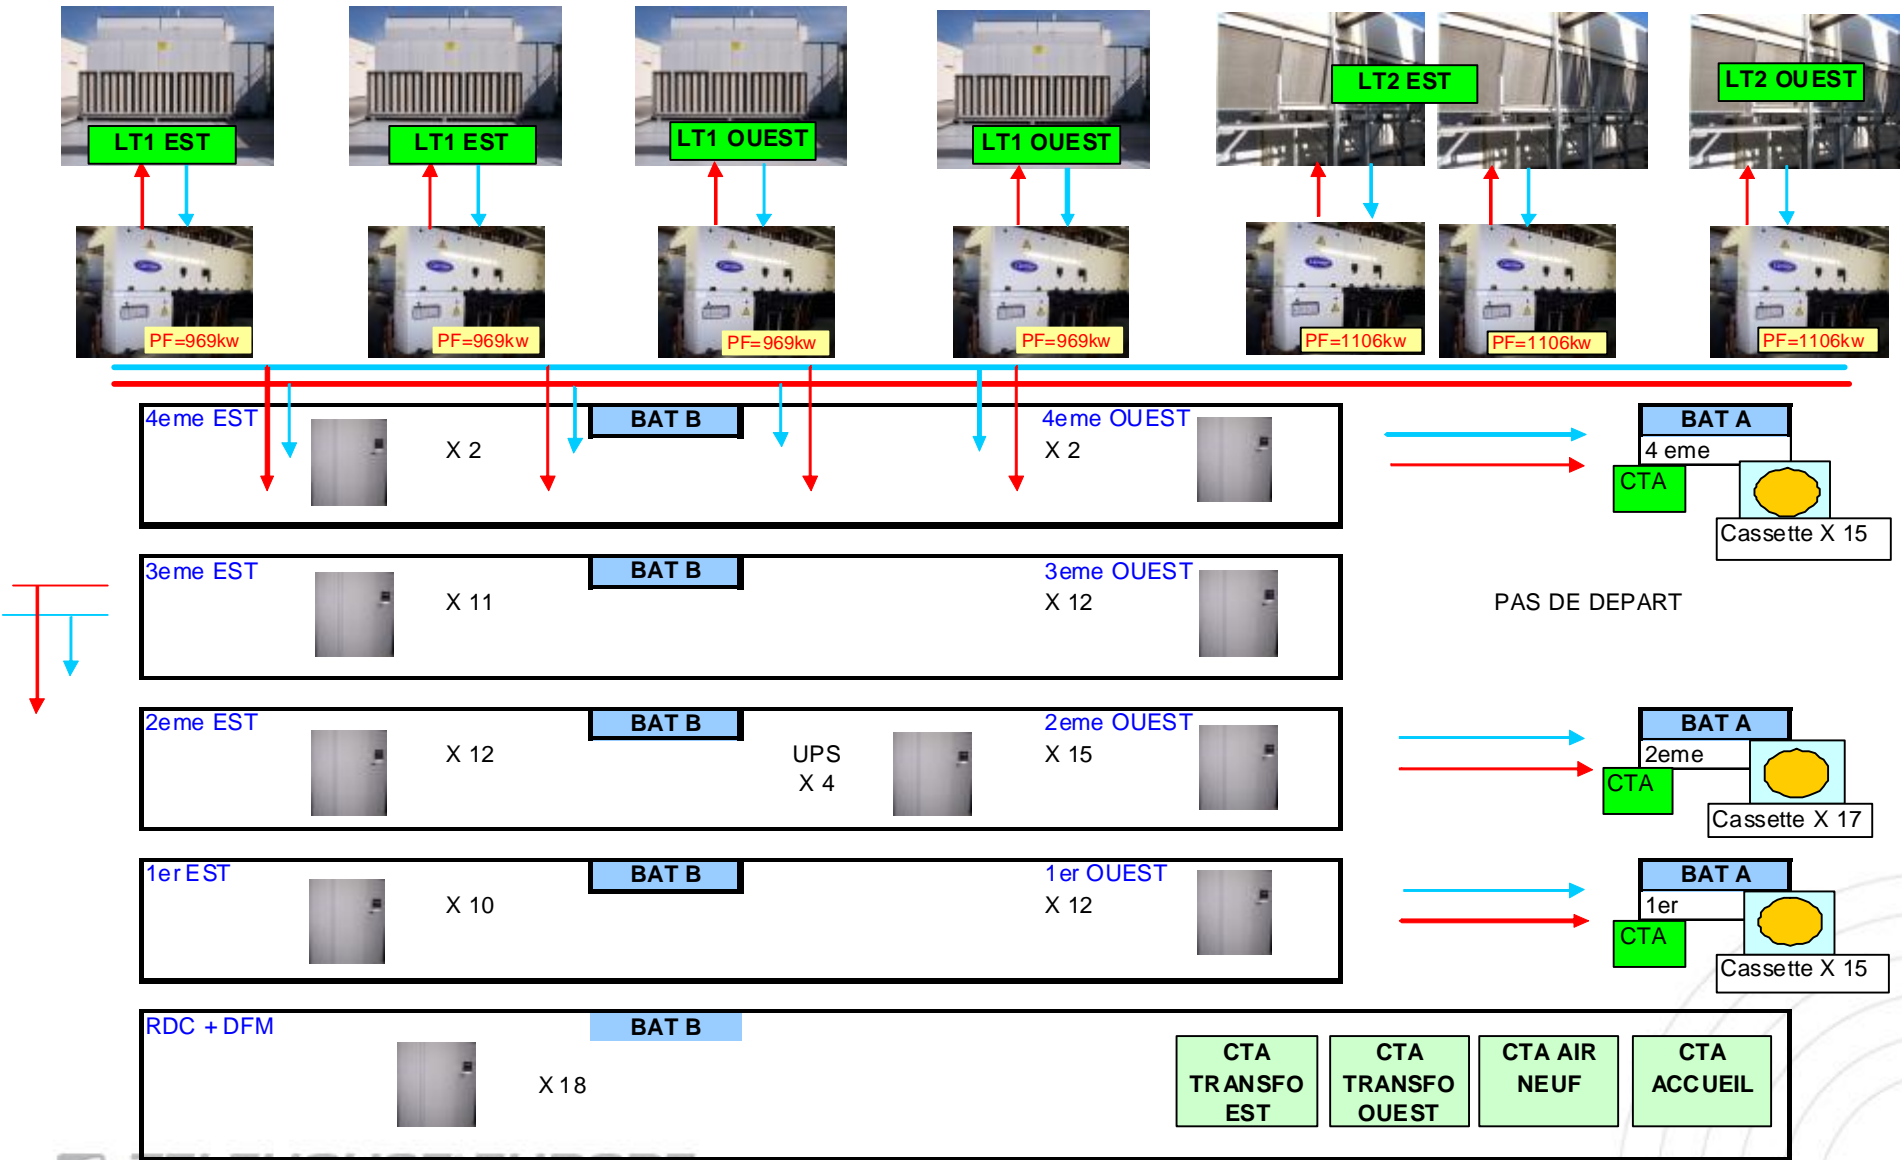 LT1 EST
LT1 EST
LT1 OUEST
LT1 OUEST
LT2 EST
LT2 OUEST
PF=969kw
PF=969kw
PF=969kw
PF=969kw
PF=1106kw
PF=1106kw
PF=1106kw
4eme EST
BAT B
4eme OUEST
X 2
X 2
BAT A
4 eme
CTA
Cassette X 15
3eme EST
BAT B
3eme OUEST
X 11
X 12
PAS DE DEPART
2eme EST
BAT B
2eme OUEST
X 12
UPS
X 4
X 15
BAT A
2eme
CTA
Cassette X 17
1er EST
BAT B
1er OUEST
X 10
X 12
BAT A
1er
CTA
Cassette X 15
RDC + DFM
BAT B
X 18
CTA
TRANSFO
EST
CTA
TRANSFO
OUEST
CTA AIR
NEUF
CTA
ACCUEIL